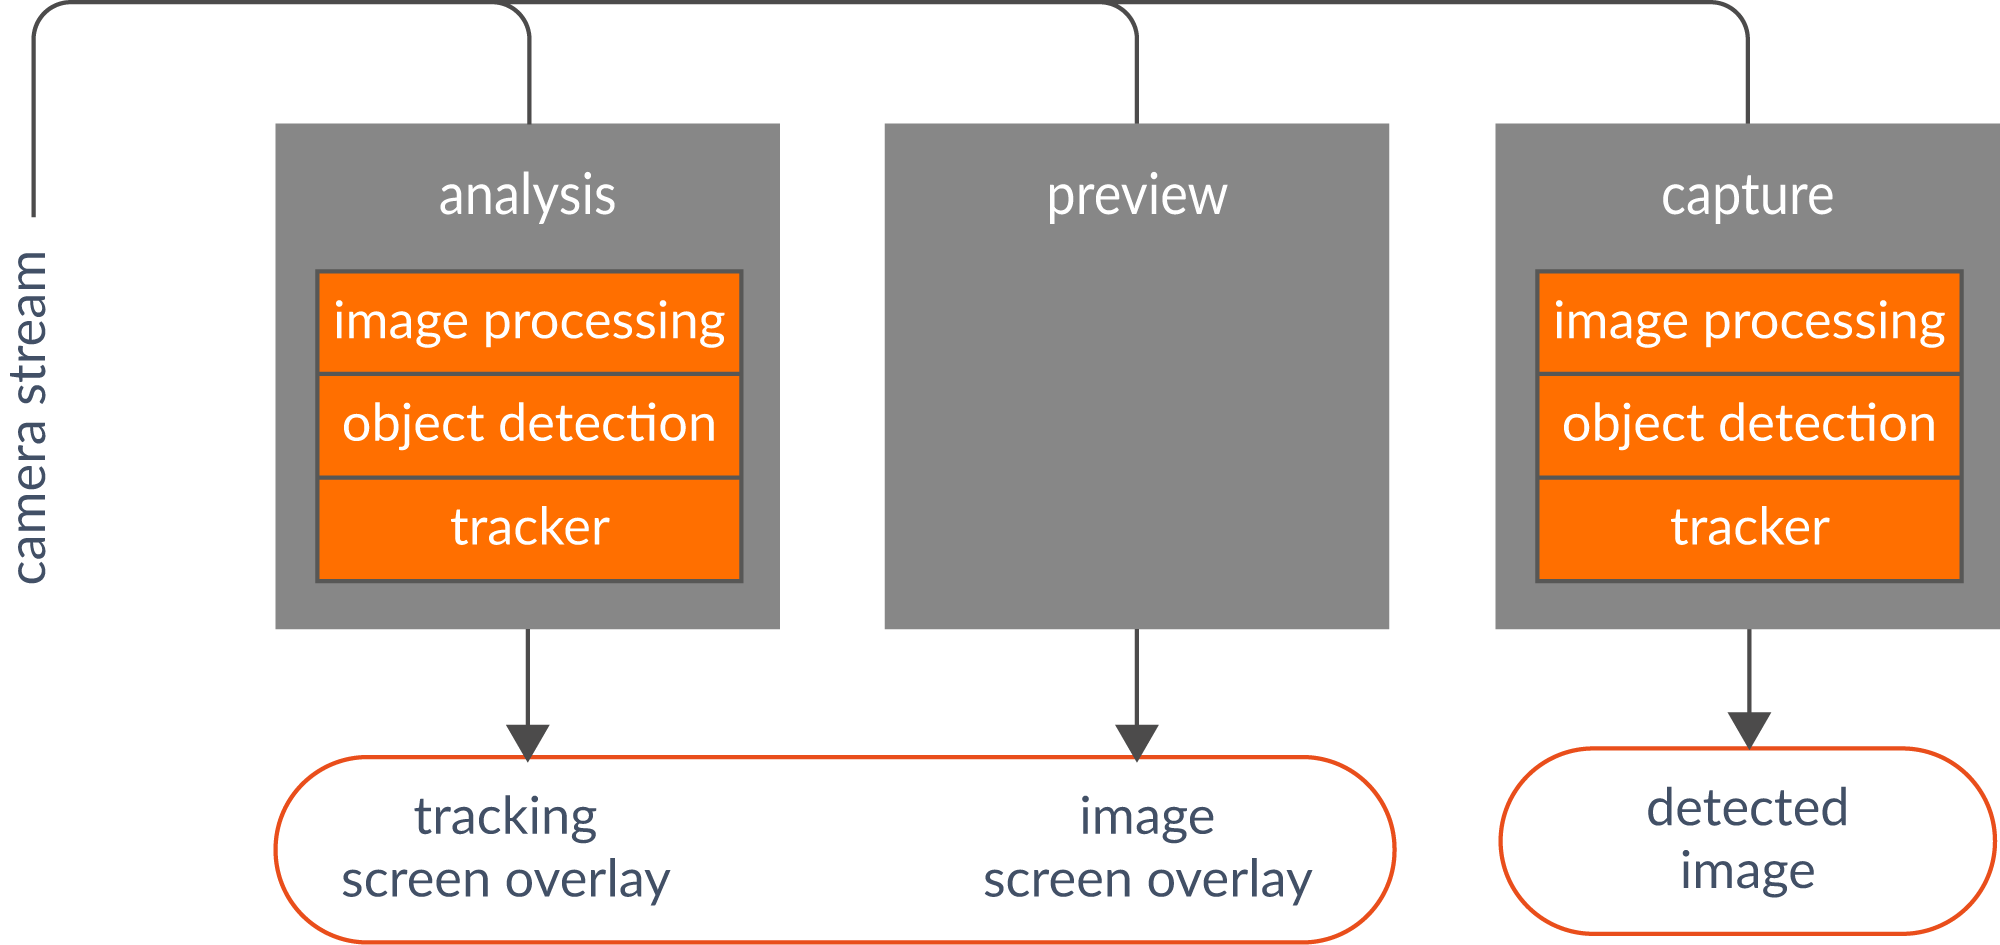 camera stream
analysis
image processing
object detection
tracker
preview
capture
image processing
object detection
tracker
tracking
screen overlay
image
screen overlay
detected
image